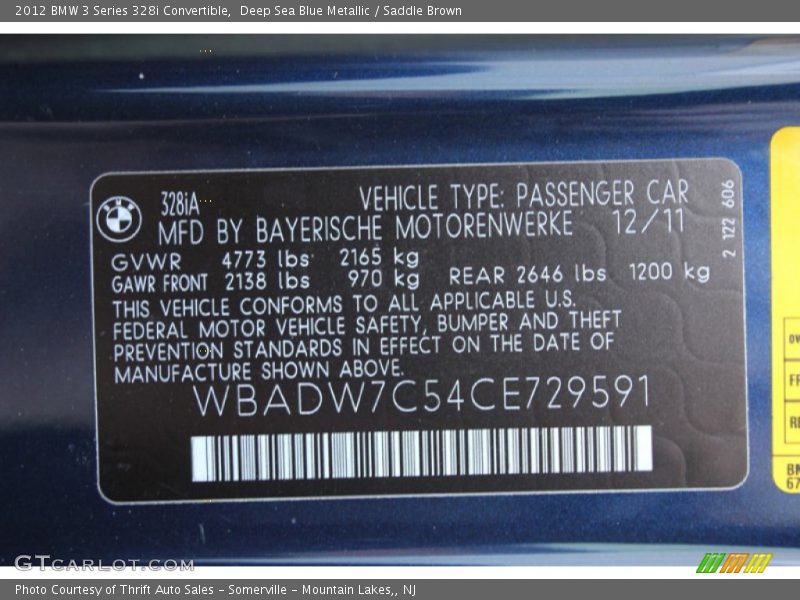 2012 BMW 3 Series 328i Convertible,  Deep Sea Blue Metallic / Saddle Brown
BMW
328iA
VEHICLE TYPE: PASSENGER CAR
MFD BY BAYERISCHE MOTORENWERKE 12/11
2 122 606
GVWR 4773 lbs 2165 kg
GAWR FRONT 2138 lbs 970 kg REAR 2646 lbs 1200 kg
THIS VEHICLE CONFORMS TO ALL APPLICABLE U.S.
FEDERAL MOTOR VEHICLE SAFETY, BUMPER AND THEFT
PREVENTION STANDARDS IN EFFECT ON THE DATE OF
MANUFACTURE SHOWN ABOVE.
WBADW7C54CE729591
GTCARLOT.COM
Photo Courtesy of Thrift Auto Sales – Somerville – Mountain Lakes,, NJ